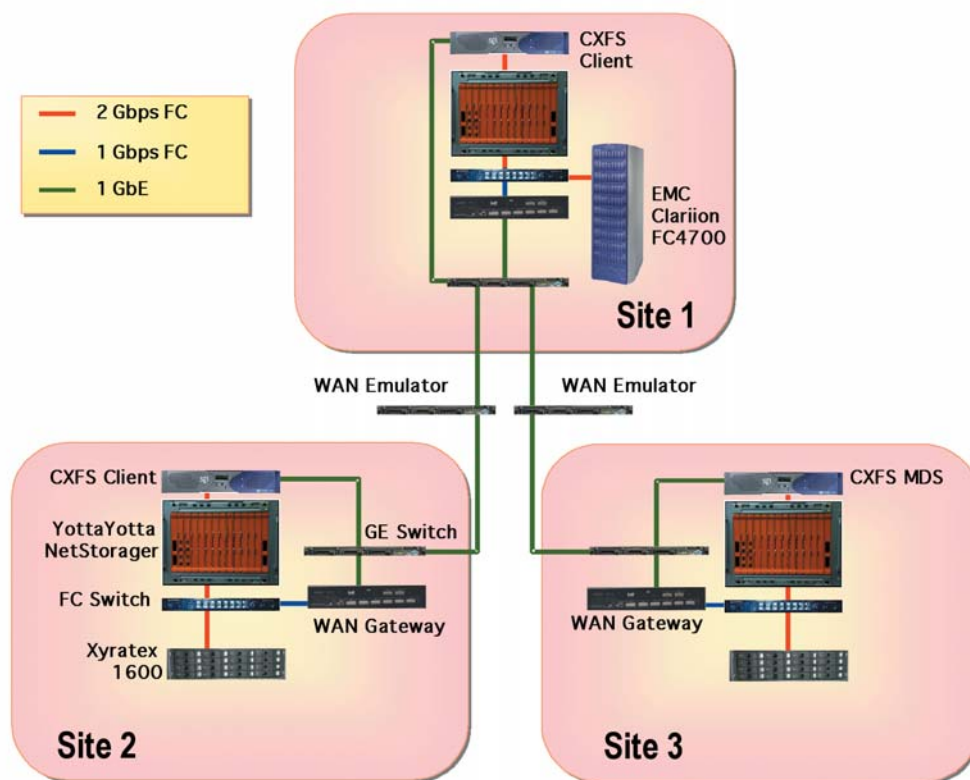 CXFS
Client
2 Gbps FC
1 Gbps FC
1 GbE
EMC
Clariion
FC4700
Site 1
WAN Emulator
WAN Emulator
CXFS Client
YottaYotta
NetStorager
GE Switch
FC Switch
WAN Gateway
Xyratex
1600
Site 2
CXFS MDS
WAN Gateway
Site 3